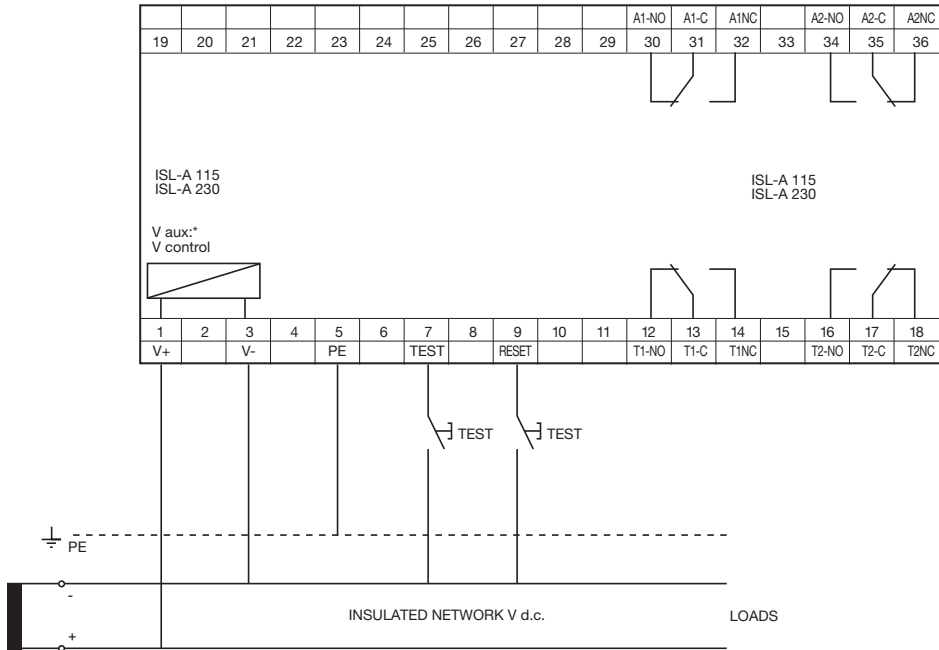 A1-NO A1-C A1NC A2-NO A2-C A2NC
19 20 21 22 23 24 25 26 27 28 29 30 31 32 33 34 35 36
ISL-A 115
ISL-A 230
ISL-A 115
ISL-A 230
V aux:*
V control
1 2 3 4 5 6 7 8 9 10 11 12 13 14 15 16 17 18
V+ V- PE TEST RESET T1-NO T1-C T1NC T2-NO T2-C T2NC
TEST TEST
PE
-
INSULATED NETWORK V d.c. LOADS
+